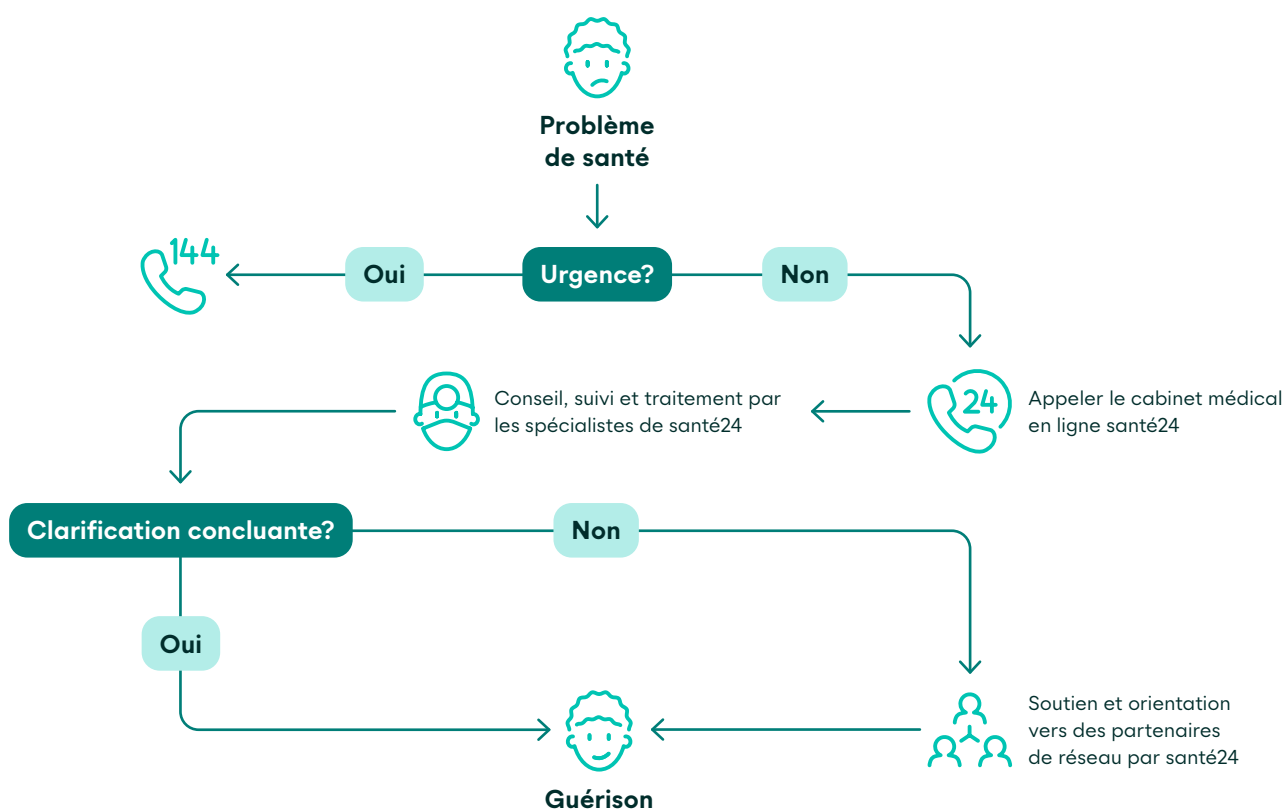 Problème
de santé
144
Oui
Urgence?
Non
Conseil, suivi et traitement par
les spécialistes de santé24
24
Appeler le cabinet médical
en ligne santé24
Clarification concluante?
Non
Oui
Soutien et orientation
vers des partenaires
de réseau par santé24
Guérison